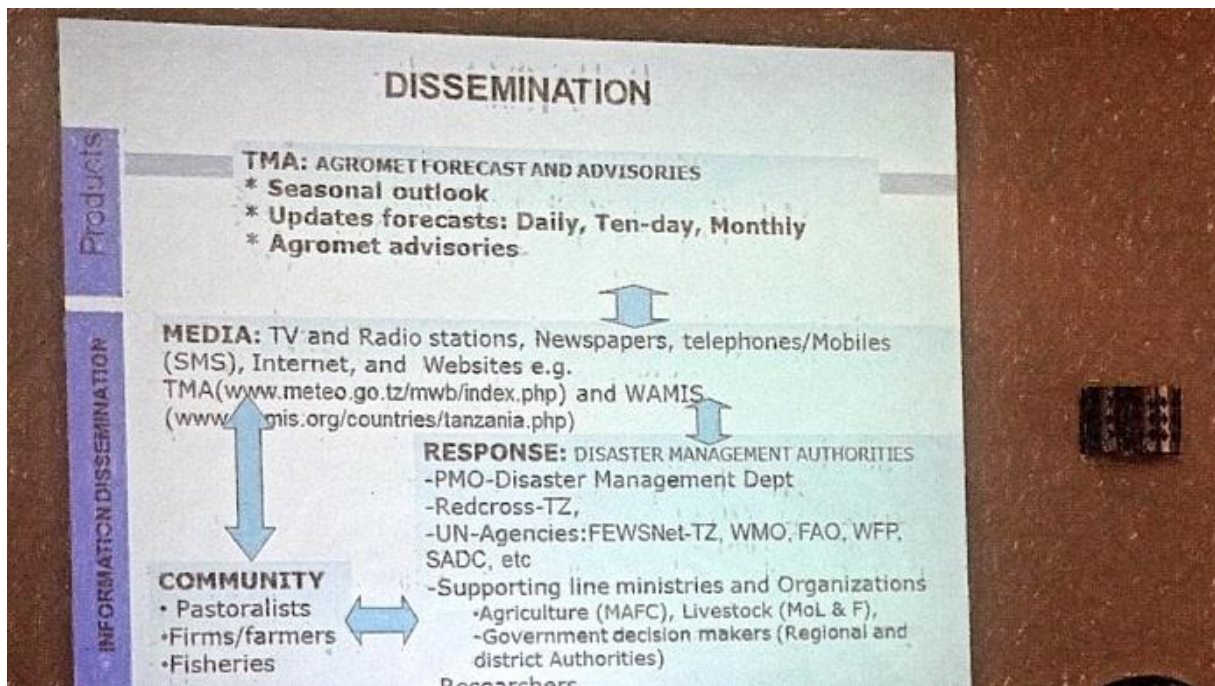 DISSEMINATION
Products
TMA: AGROMET FORECAST AND ADVISORIES
* Seasonal outlook
* Updates forecasts: Daily, Ten-day, Monthly
* Agromet advisories
INFORMATION DISSEMINATION
MEDIA: TV and Radio stations, Newspapers, telephones/Mobiles
(SMS), Internet, and Websites e.g.
TMA(www.meteo.go.tz/mwb/index.php) and WAMIS
(www. mis.org/countries/tanzania.php)
RESPONSE: DISASTER MANAGEMENT AUTHORITIES
-PMO-Disaster Management Dept
-Redcross-TZ,
-UN-Agencies:FEWSNet-TZ, WMO, FAO, WFP,
SADC, etc
-Supporting line ministries and Organizations
•Agriculture (MAFC), Livestock (MoL & F),
-Government decision makers (Regional and
district Authorities)
Researchers
COMMUNITY
• Pastoralists
•Firms/farmers
•Fisheries